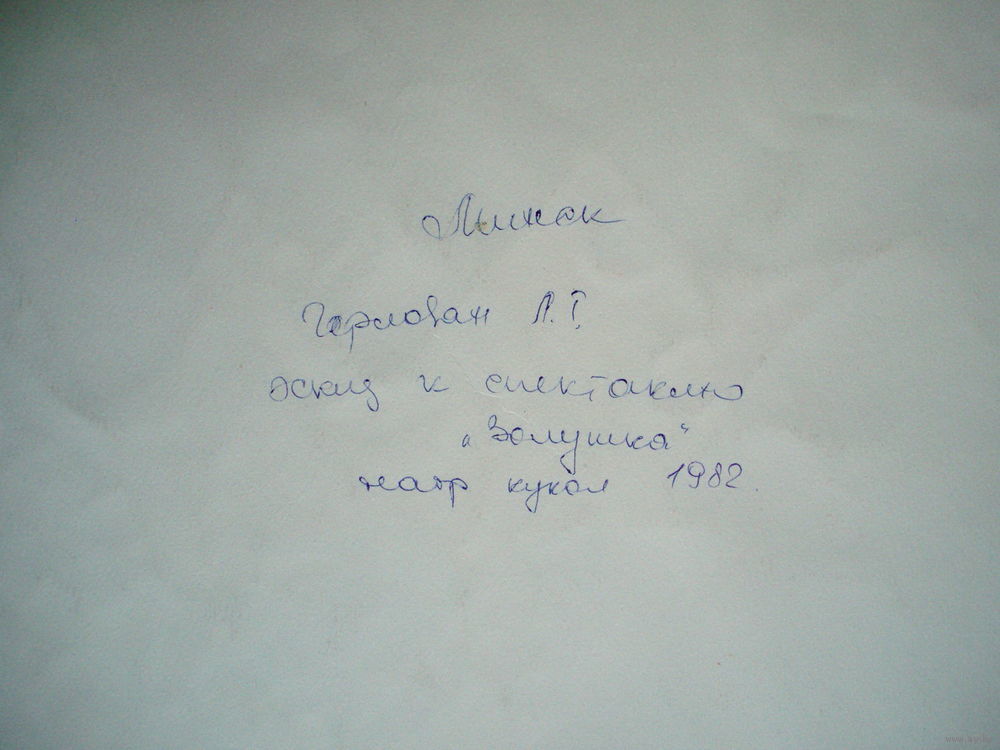 Минск
Герлован Л.Г.
эскиз к спектаклю
"Золушка"
театр кукол 1982.